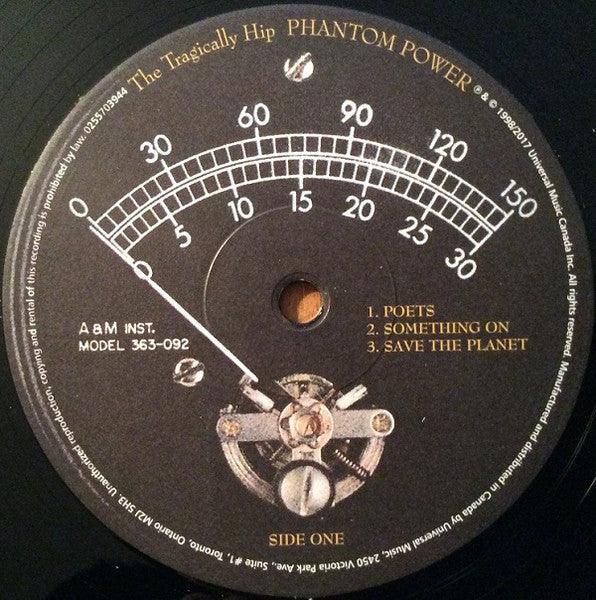 The Tragically Hip PHANTOM POWER
℗ & © 1998/2017 Universal Music Canada Inc. All rights reserved. Manufactured and distributed in Canada by Universal Music, 2450 Victoria Park Ave., Suite #1, Toronto, Ontario M2J 5H3. Unauthorized reproduction, copying and rental of this recording is prohibited by law. 0255703944
0 30 60 90 120 150
0 5 10 15 20 25 30
A & M INST.
MODEL 363-092
1. POETS
2. SOMETHING ON
3. SAVE THE PLANET
A
SIDE ONE